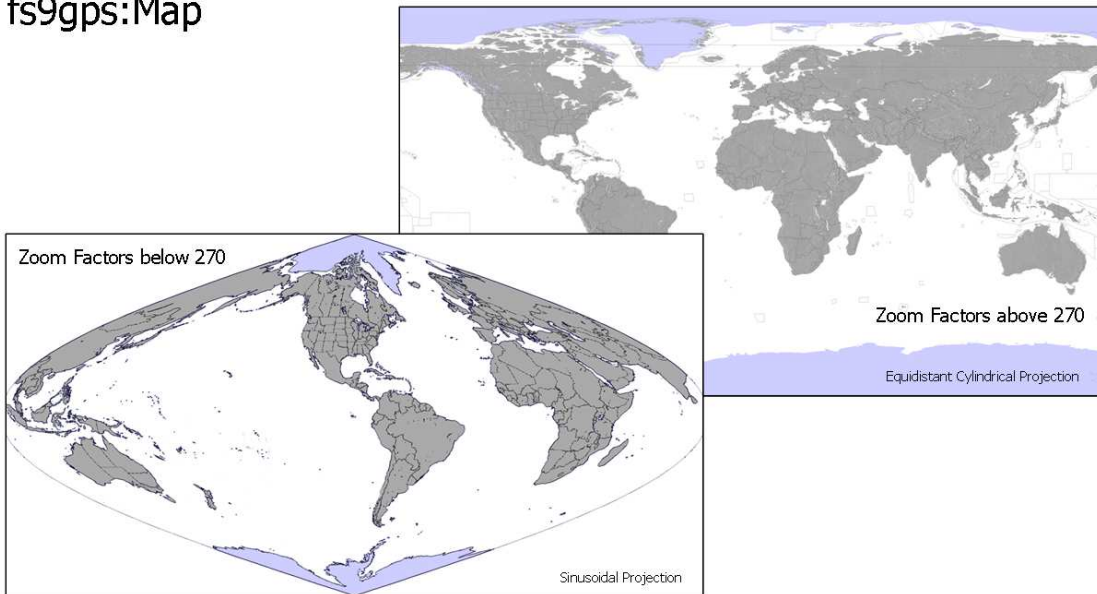 fs9gps:Map
Zoom Factors below 270
Zoom Factors above 270
Equidistant Cylindrical Projection
Sinusoidal Projection